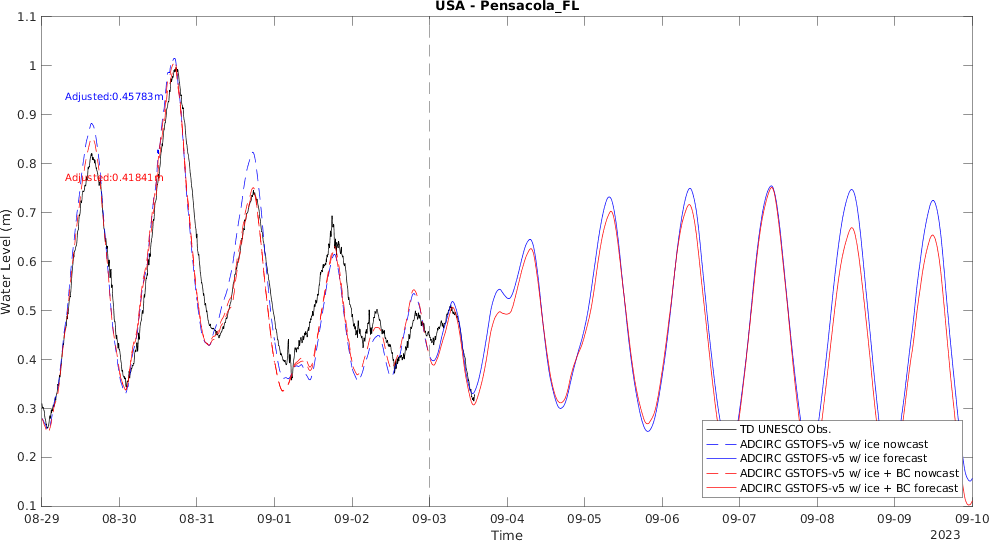 USA - Pensacola_FL
1.1
1
0.9
0.8
0.7
0.6
0.5
0.4
0.3
0.2
0.1
Water Level (m)
Adjusted:0.45783m
Adjusted:0.41841m
TD UNESCO Obs.
ADCIRC GSTOFS-v5 w/ ice nowcast
ADCIRC GSTOFS-v5 w/ ice forecast
ADCIRC GSTOFS-v5 w/ ice + BC nowcast
ADCIRC GSTOFS-v5 w/ ice + BC forecast
08-29 08-30 08-31 09-01 09-02 09-03 09-04 09-05 09-06 09-07 09-08 09-09 09-10
Time
2023